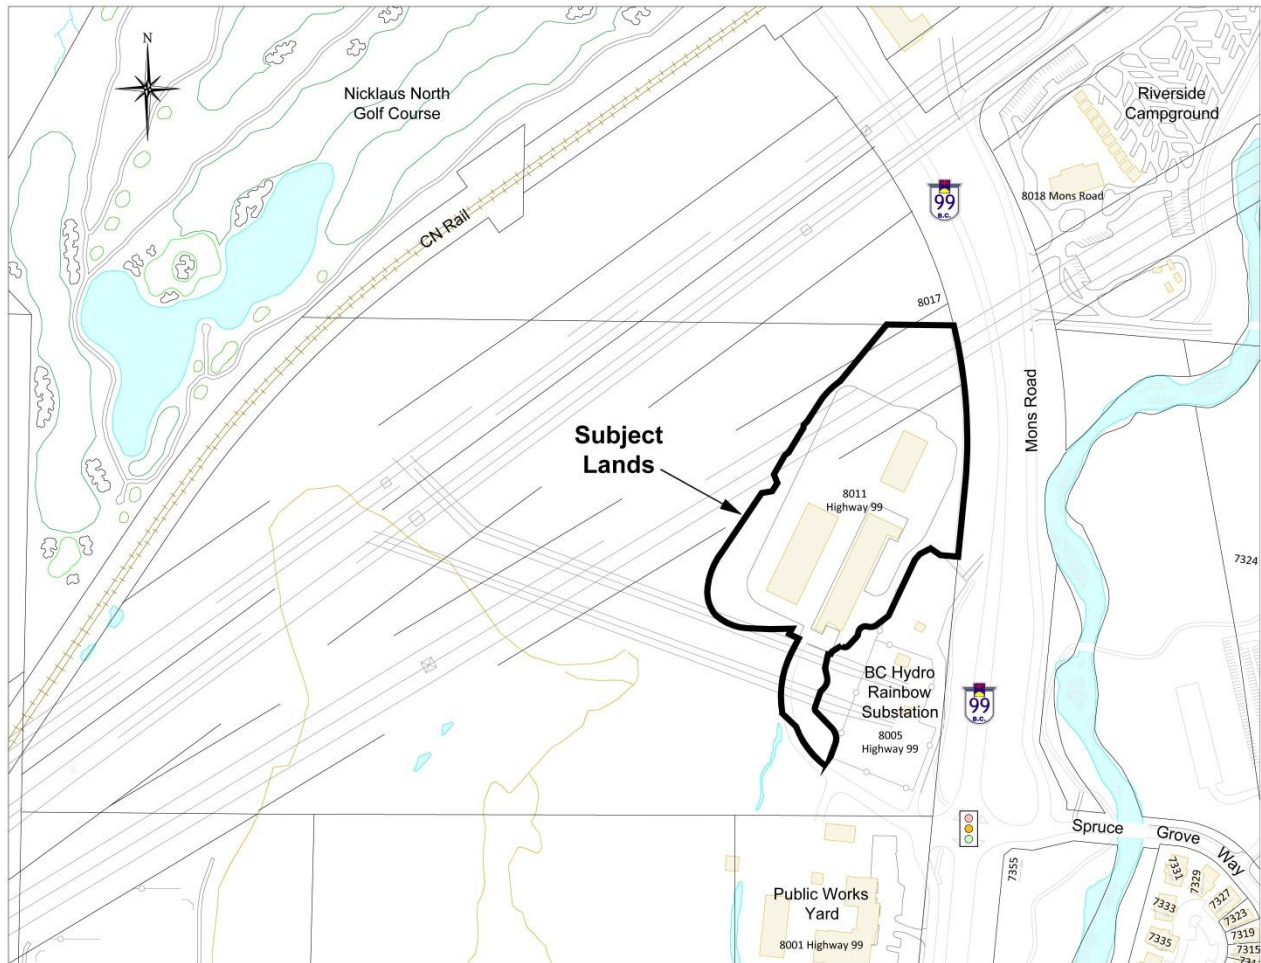 N
Nicklaus North
Golf Course
Riverside
Campground
CN Rail
99
B.C.
8018 Mons Road
8017
Mons Road
Subject
Lands
8011
Highway 99
7324
BC Hydro
Rainbow
Substation
99
B.C.
8005
Highway 99
Spruce Grove Way
7355
7331
7329
7327
7333
7323
7319
7335
7315
Public Works
Yard
8001 Highway 99